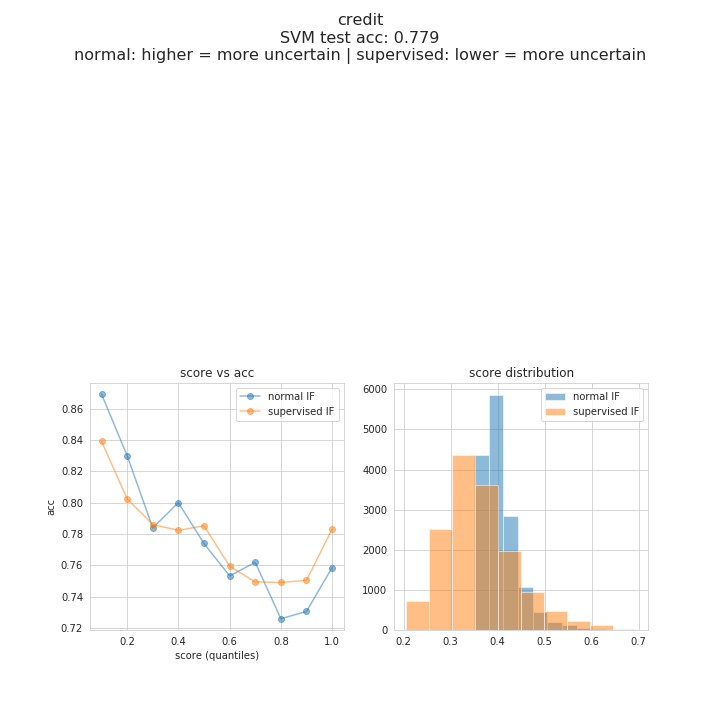 credit
SVM test acc: 0.779
normal: higher = more uncertain | supervised: lower = more uncertain
score vs acc
normal IF
supervised IF
0.86
0.84
0.82
0.80
0.78
0.76
0.74
0.72
acc
0.2 0.4 0.6 0.8 1.0
score (quantiles)
score distribution
normal IF
supervised IF
6000
5000
4000
3000
2000
1000
0
0.2 0.3 0.4 0.5 0.6 0.7